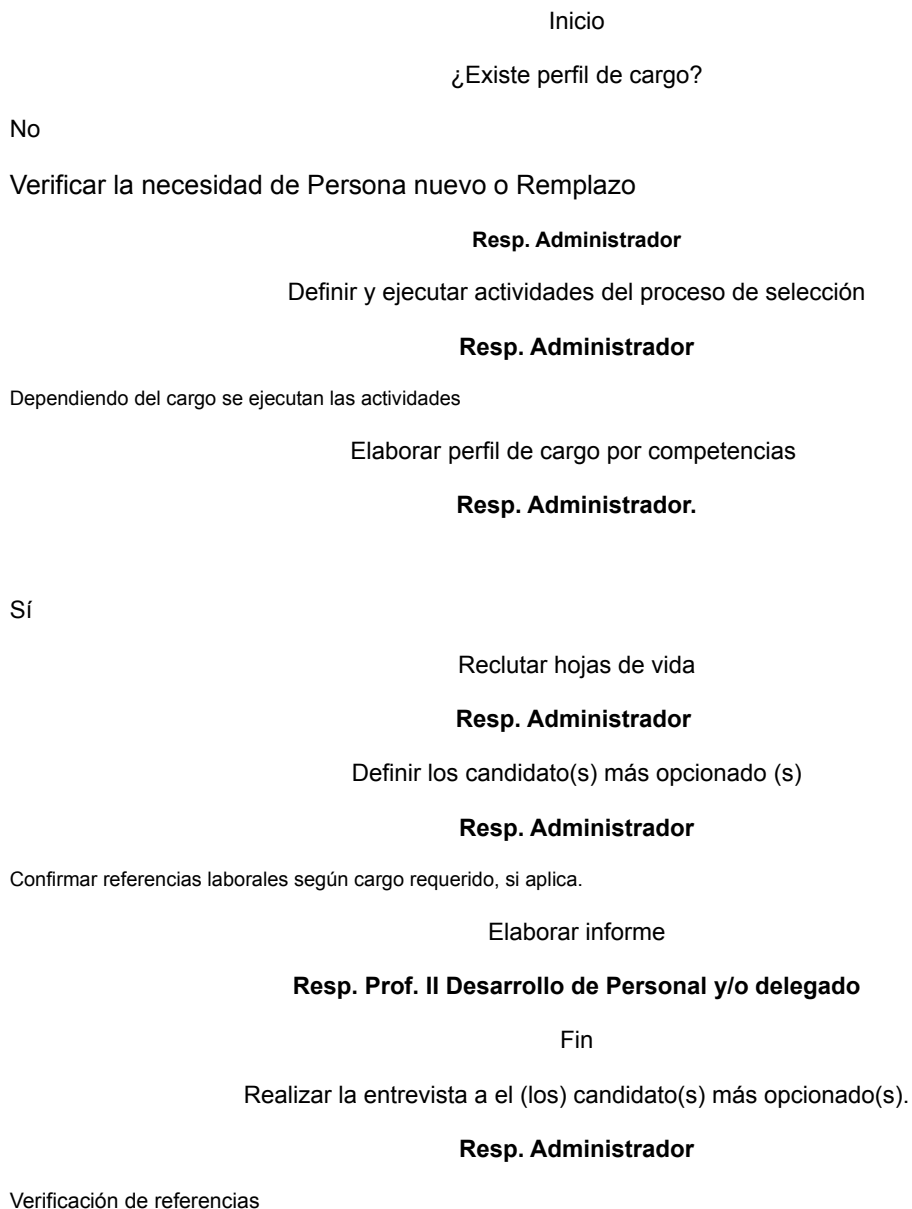 Inicio
¿Existe perfil de cargo?
No
Verificar la necesidad de Persona nuevo o Remplazo
Resp. Administrador
Definir y ejecutar actividades del proceso de selección
Resp. Administrador
Dependiendo del cargo se ejecutan las actividades
Elaborar perfil de cargo por competencias
Resp. Administrador.
Sí
Reclutar hojas de vida
Resp. Administrador
Definir los candidato(s) más opcionado (s)
Resp. Administrador
Confirmar referencias laborales según cargo requerido, si aplica.
Elaborar informe
Resp. Prof. II Desarrollo de Personal y/o delegado
Fin
Realizar la entrevista a el (los) candidato(s) más opcionado(s).
Resp. Administrador
Verificación de referencias